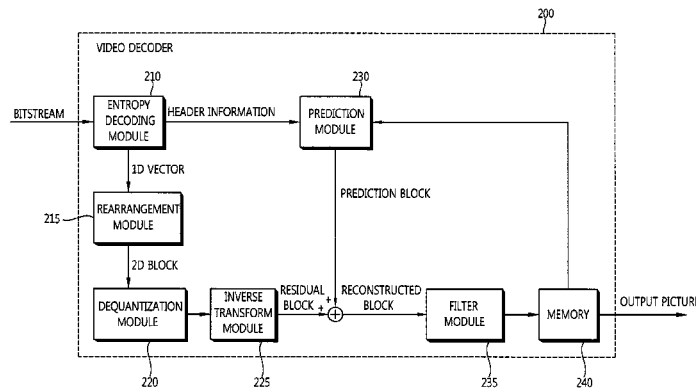 200
VIDEO DECODER
210
230
BITSTREAM
ENTROPY
DECODING
MODULE
HEADER INFORMATION
PREDICTION
MODULE
1D VECTOR
215
REARRANGEMENT
MODULE
PREDICTION BLOCK
2D BLOCK
DEQUANTIZATION
MODULE
INVERSE
TRANSFORM
MODULE
RESIDUAL
BLOCK
+
+
RECONSTRUCTED
BLOCK
FILTER
MODULE
MEMORY
OUTPUT PICTURE
220
225
235
240